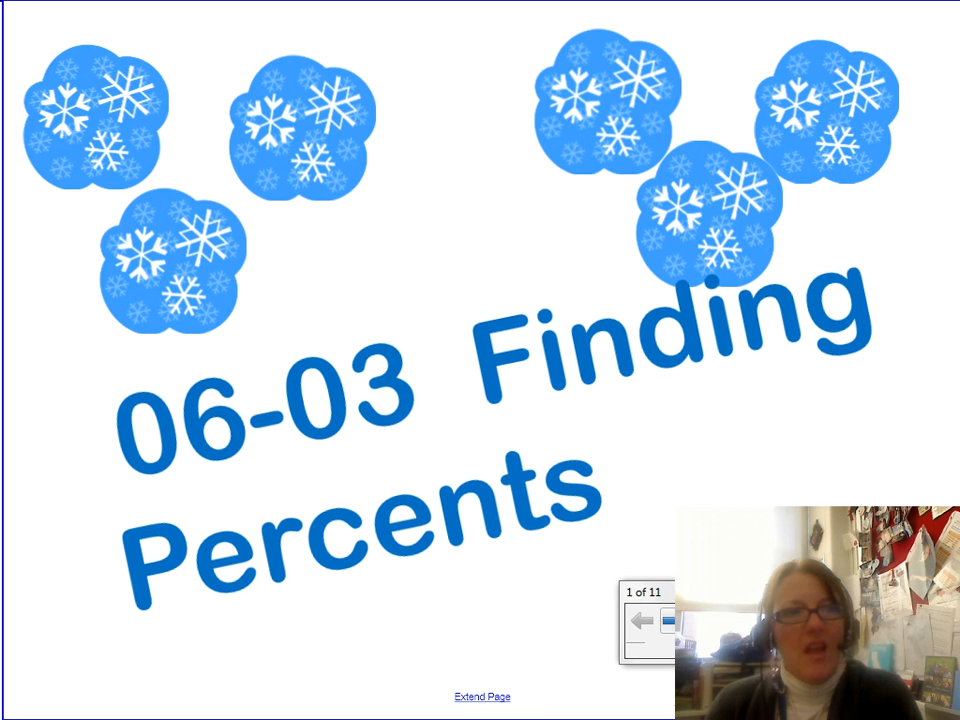 06-03 Finding
Percents
1 of 11
Extend Page